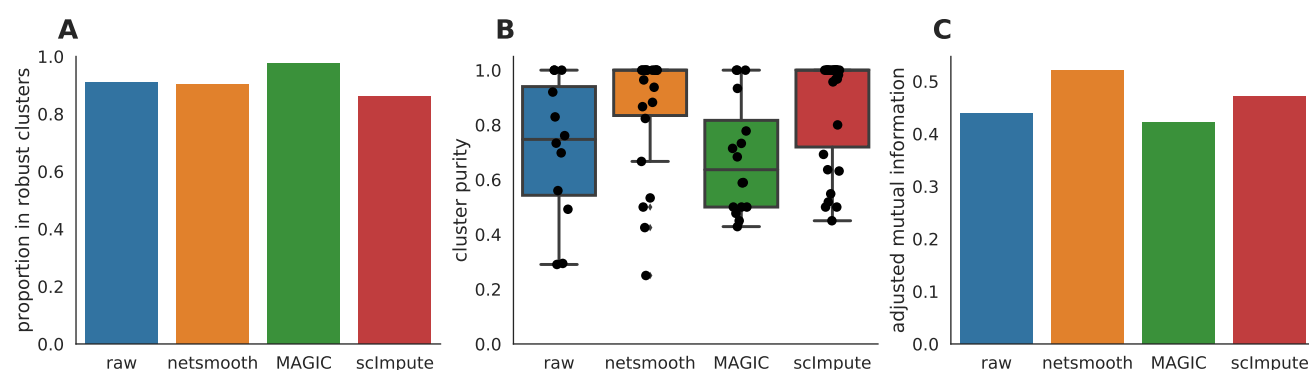 A
proportion in robust clusters
1.0
0.8
0.6
0.4
0.2
0.0
raw
netsmooth
MAGIC
scImpute
B
cluster purity
1.0
0.8
0.6
0.4
0.2
0.0
raw
netsmooth
MAGIC
scImpute
C
adjusted mutual information
0.5
0.4
0.3
0.2
0.1
0.0
raw
netsmooth
MAGIC
scImpute